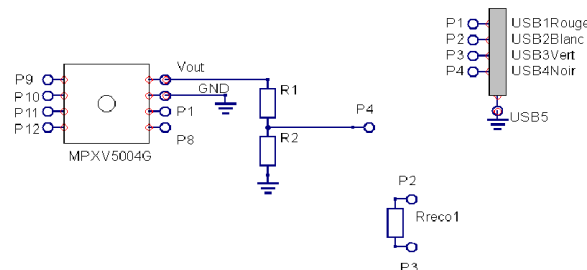 P1 USB1Rouge
P2 USB2Blanc
P3 USB3Vert
P4 USB4Noir
USB5
Vout
GND
P9
P10
P11
P12
P1
P8
MPXV5004G
R1
R2
P4
P2
Rreco1
P3